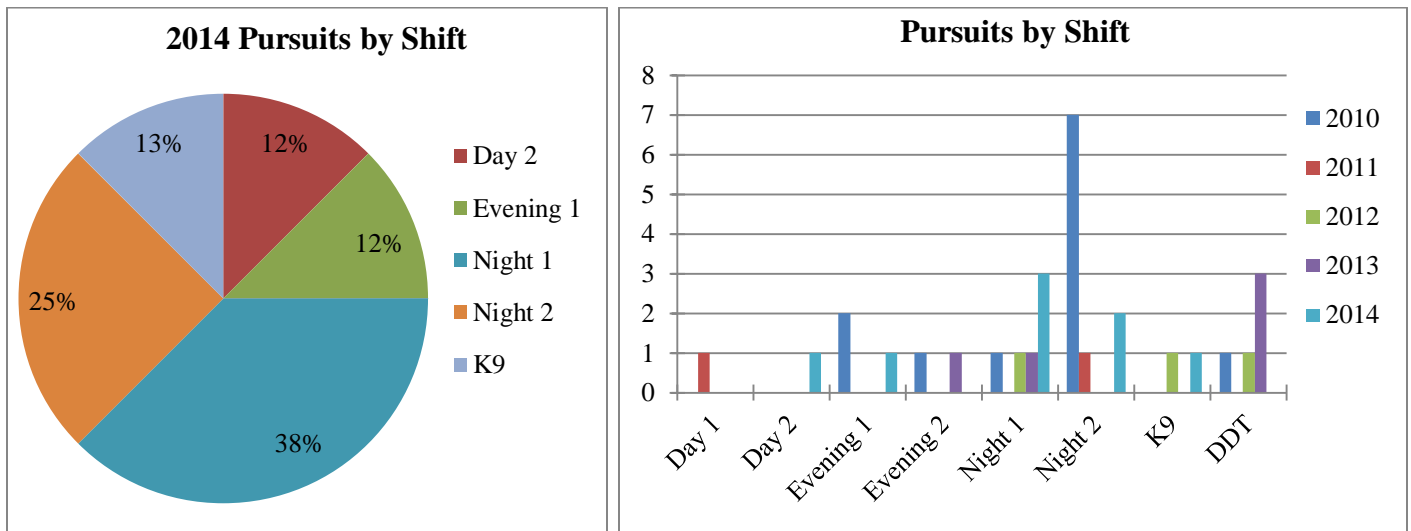 2014 Pursuits by Shift
13%
12%
12%
25%
38%
Day 2
Evening 1
Night 1
Night 2
K9
Pursuits by Shift
8
7
6
5
4
3
2
1
0
Day 1
Day 2
Evening 1
Evening 2
Night 1
Night 2
K9
DDT
2010
2011
2012
2013
2014